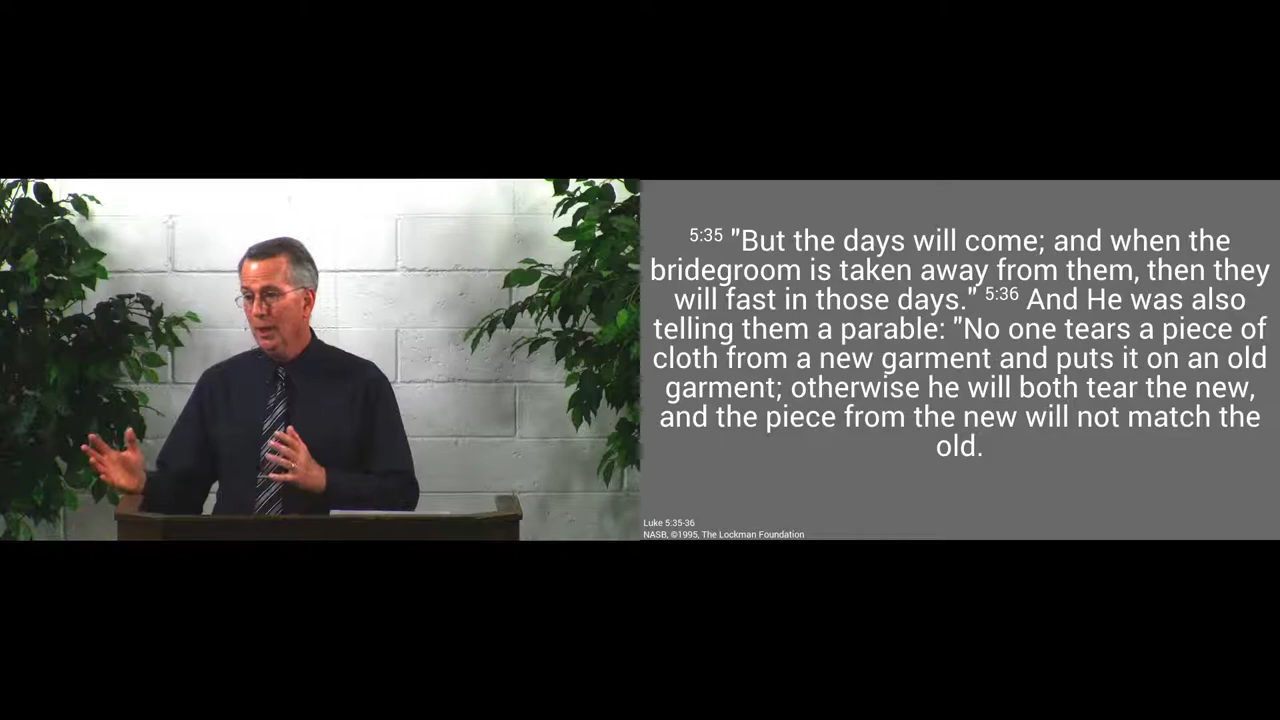 5:35 "But the days will come; and when the
bridegroom is taken away from them, then they
will fast in those days." 5:36 And He was also
telling them a parable: "No one tears a piece of
cloth from a new garment and puts it on an old
garment; otherwise he will both tear the new,
and the piece from the new will not match the
old.
Luke 5:35-36
NASB, ©1995, The Lockman Foundation